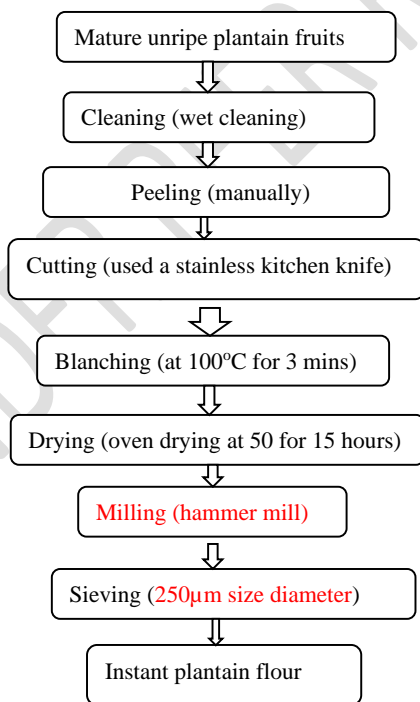 Mature unripe plantain fruits
Cleaning (wet cleaning)
Peeling (manually)
Cutting (used a stainless kitchen knife)
Blanching (at 100°C for 3 mins)
Drying (oven drying at 50 for 15 hours)
Milling (hammer mill)
Sieving (250µm size diameter)
Instant plantain flour